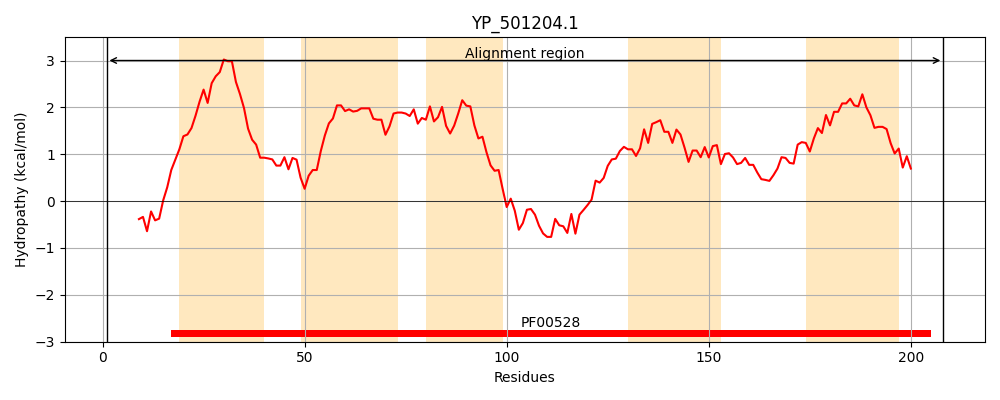 YP_501204.1
Alignment region
3
2
1
0
−1
−2
−3
Hydropathy (kcal/mol)
PF00528
0 50 100 150 200
Residues